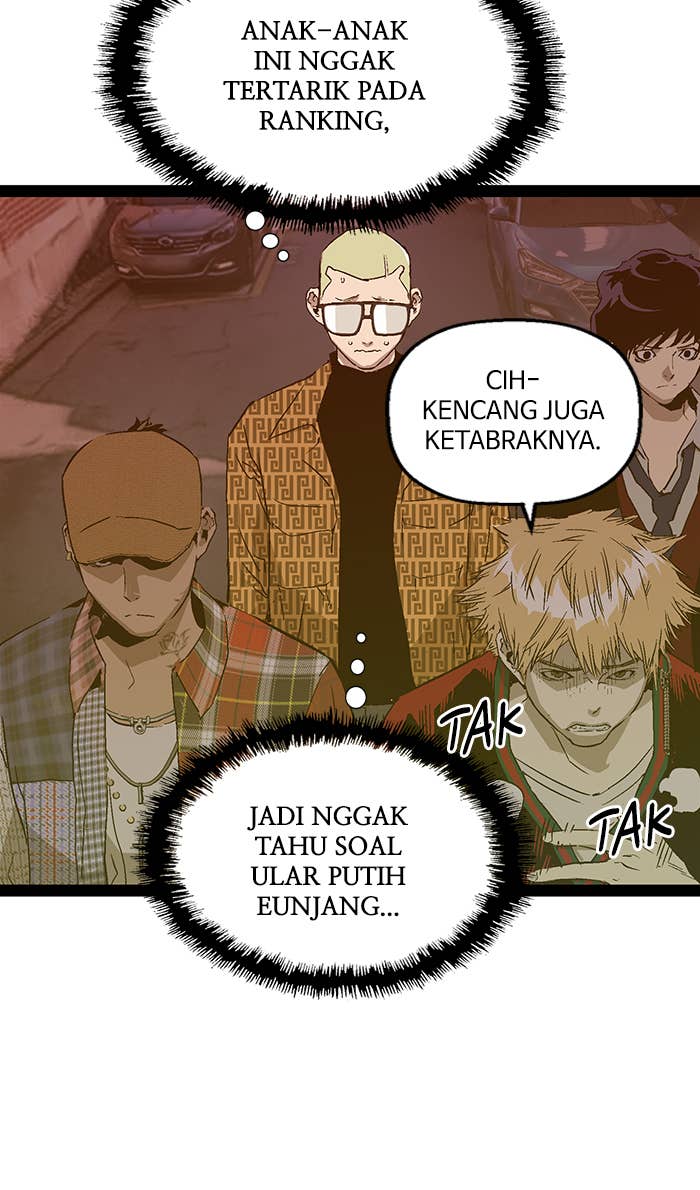 ANAK-ANAK
INI NGGAK
TERTARIK PADA
RANKING,
CIH-
KENCANG JUGA
KETABRAKNYA.
TAK
TAK
JADI NGGAK
TAHU SOAL
ULAR PUTIH
EUNJANG...